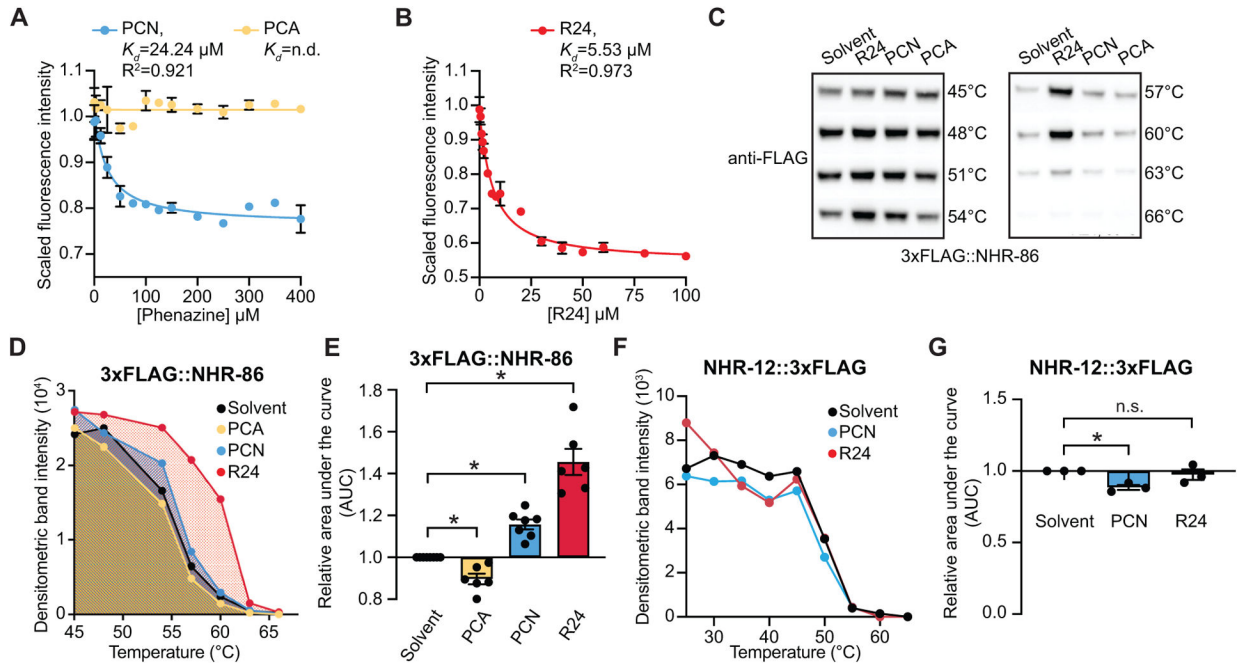 A
PCN,
Kd=24.24 µM
R2=0.921
PCA
Kd=n.d.
Scaled fluorescence intensity
1.1
1.0
0.9
0.8
0.7
0 100 200 300 400
[Phenazine] µM
B
R24,
Kd=5.53 µM
R2=0.973
Scaled fluorescence intensity
1.1
1.0
0.9
0.8
0.7
0.6
0.5
0 25 50 75 100
[R24] µM
C
Solvent R24 PCN PCA
Solvent R24 PCN PCA
anti-FLAG
45°C
48°C
51°C
54°C
57°C
60°C
63°C
66°C
3xFLAG::NHR-86
D
3xFLAG::NHR-86
Densitometric band intensity (10⁴)
3
2
1
0
45 50 55 60 65
Temperature (°C)
Solvent
PCA
PCN
R24
E
3xFLAG::NHR-86
Relative area under the curve
(AUC)
1.8
1.6
1.4
1.2
1.0
0.8
*
*
*
Solvent PCA PCN R24
F
NHR-12::3xFLAG
Densitometric band intensity (10³)
10
8
6
4
2
0
30 40 50 60
Temperature (°C)
Solvent
PCN
R24
G
NHR-12::3xFLAG
Relative area under the curve
(AUC)
1.5
1.0
0.5
0.0
n.s.
*
Solvent PCN R24